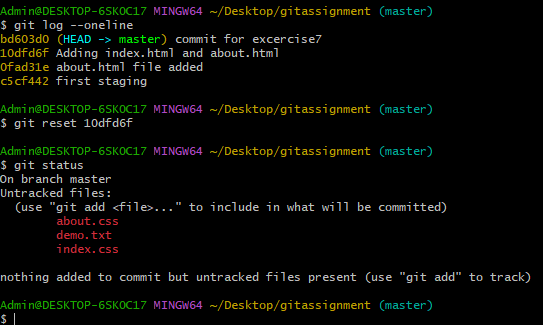 Admin@DESKTOP-6SKOC17 MINGW64 ~/Desktop/gitassignment (master)
$ git log --oneline
bd603d0 (HEAD -> master) commit for excercise7
10dfd6f Adding index.html and about.html
0fad31e about.html file added
c5cf442 first staging
Admin@DESKTOP-6SKOC17 MINGW64 ~/Desktop/gitassignment (master)
$ git reset 10dfd6f
Admin@DESKTOP-6SKOC17 MINGW64 ~/Desktop/gitassignment (master)
$ git status
On branch master
Untracked files:
  (use "git add <file>..." to include in what will be committed)
        about.css
        demo.txt
        index.css
nothing added to commit but untracked files present (use "git add" to track)
Admin@DESKTOP-6SKOC17 MINGW64 ~/Desktop/gitassignment (master)
$